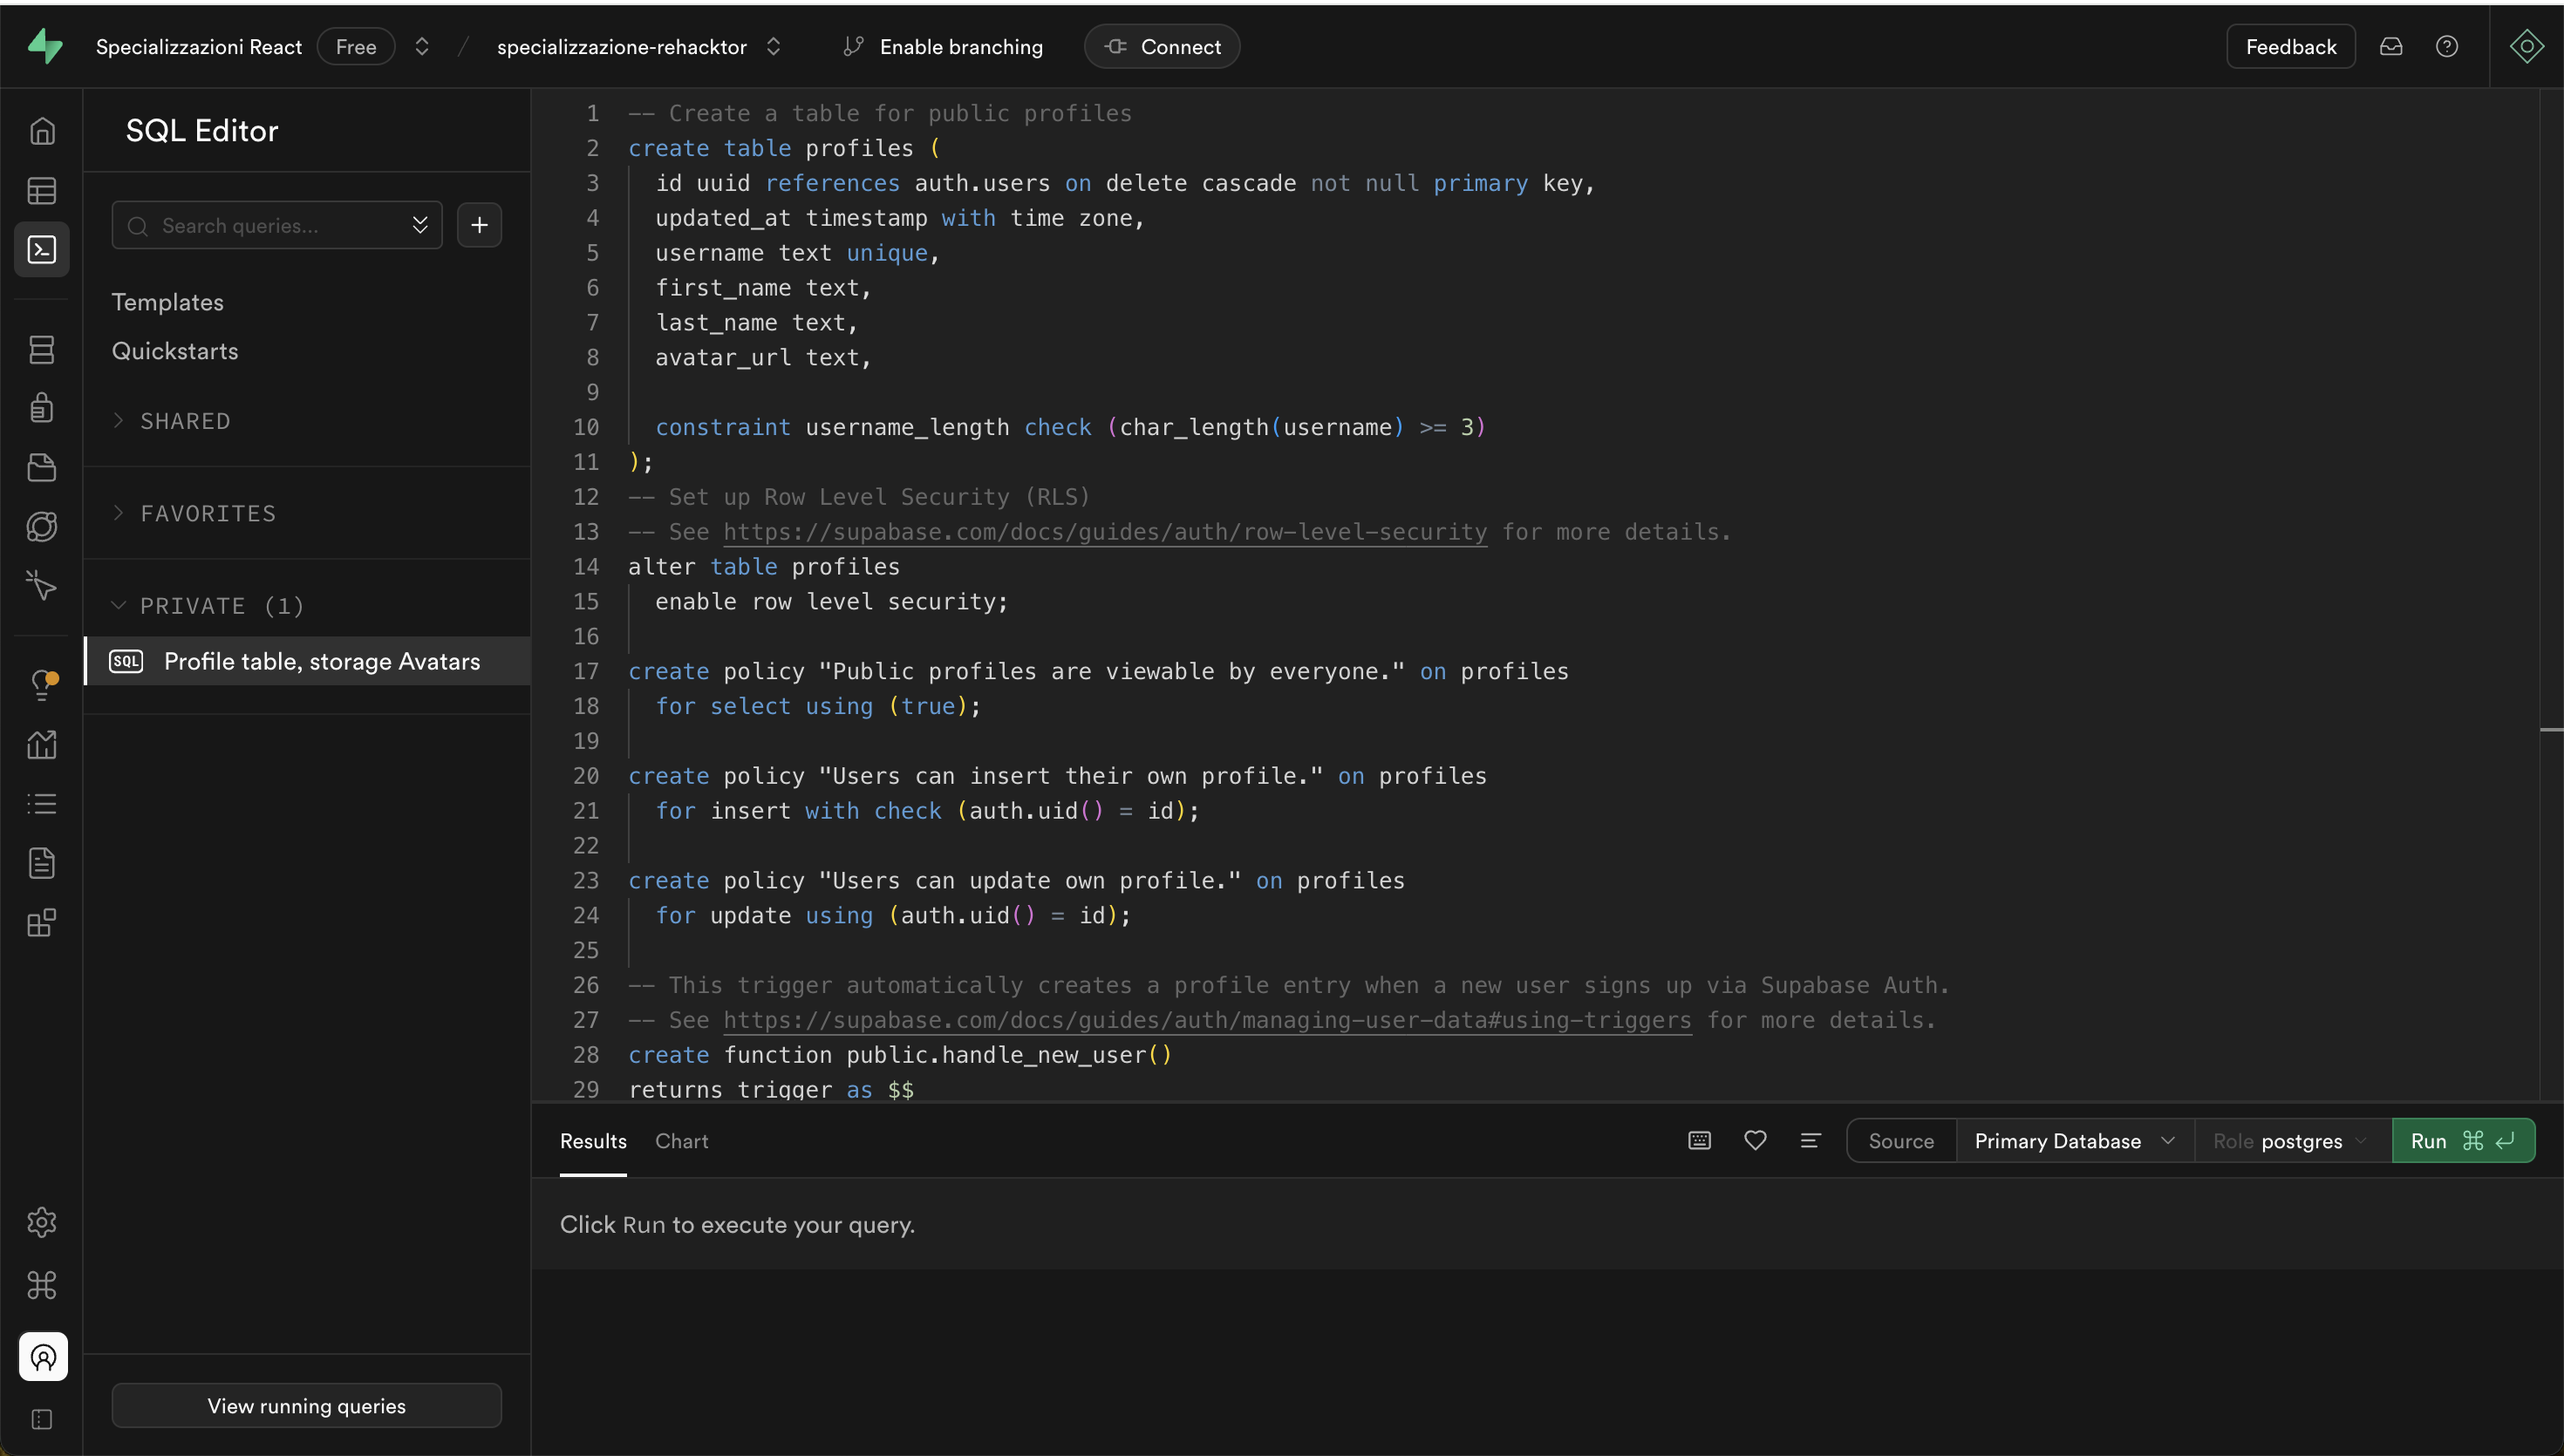 Specializzazioni React Free / specializzazione-rehacktor Enable branching Connect Feedback
SQL Editor
Search queries...
Templates
Quickstarts
SHARED
FAVORITES
PRIVATE (1)
SQL Profile table, storage Avatars
View running queries
1 -- Create a table for public profiles
2 create table profiles (
3 id uuid references auth.users on delete cascade not null primary key,
4 updated_at timestamp with time zone,
5 username text unique,
6 first_name text,
7 last_name text,
8 avatar_url text,
9
10 constraint username_length check (char_length(username) >= 3)
11 );
12 -- Set up Row Level Security (RLS)
13 -- See https://supabase.com/docs/guides/auth/row-level-security for more details.
14 alter table profiles
15 enable row level security;
16
17 create policy "Public profiles are viewable by everyone." on profiles
18 for select using (true);
19
20 create policy "Users can insert their own profile." on profiles
21 for insert with check (auth.uid() = id);
22
23 create policy "Users can update own profile." on profiles
24 for update using (auth.uid() = id);
25
26 -- This trigger automatically creates a profile entry when a new user signs up via Supabase Auth.
27 -- See https://supabase.com/docs/guides/auth/managing-user-data#using-triggers for more details.
28 create function public.handle_new_user()
29 returns trigger as $$
Results Chart Source Primary Database Role postgres Run ⌘ ↵
Click Run to execute your query.